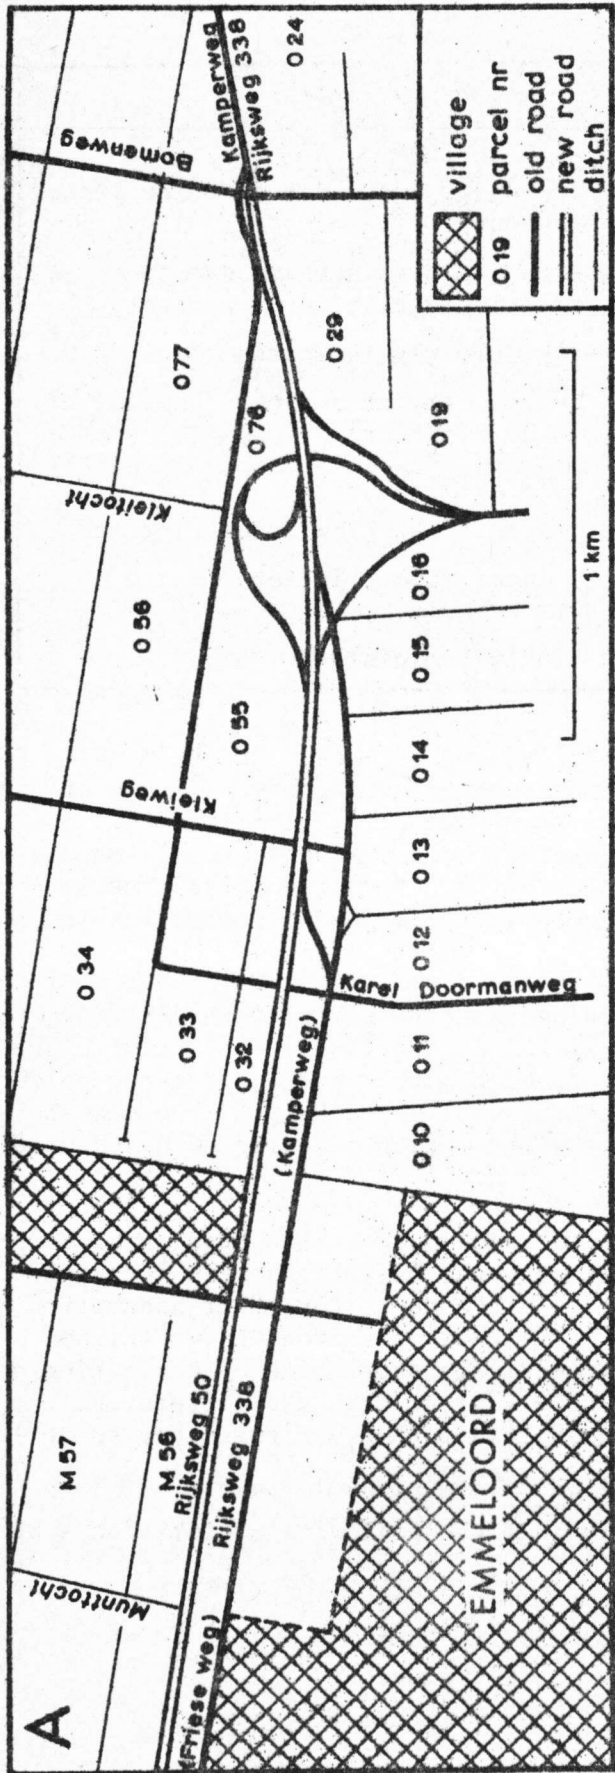 A
M 57
M 56
Munttocht
Rijksweg 50
Rijksweg 338
(Friese weg)
EMMELOORD
O 34
O 33
O 32
(Kamperweg)
Karel Doormanweg
O 10
O 11
O 12
O 13
O 14
O 15
O 16
O 19
O 29
O 24
Kleiweg
O 55
O 56
Kleitocht
O 76
O 77
Bomenweg
Kamperweg
Rijksweg 338
1 km
village
O 19 parcel nr
old road
new road
ditch